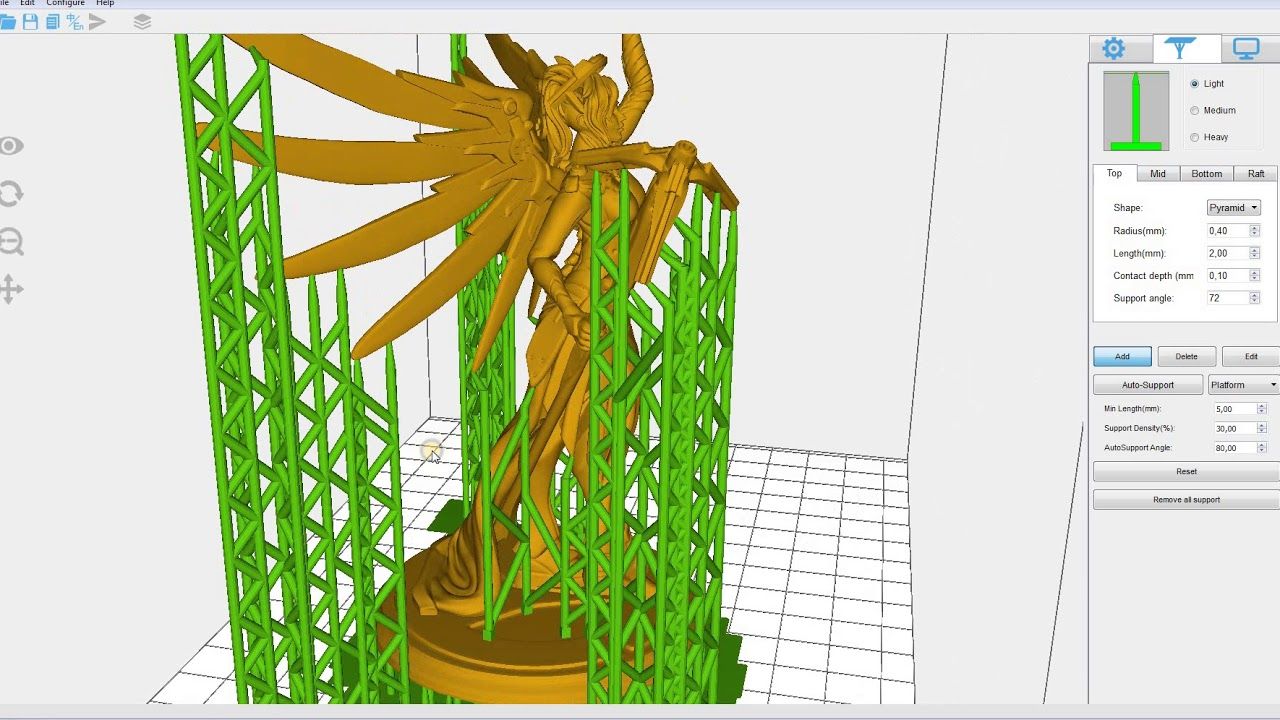 ile Edit Configure Help
中/En
Light
Medium
Heavy
Top Mid Bottom Raft
Shape: Pyramid
Radius(mm): 0,40
Length(mm): 2,00
Contact depth (mm 0,10
Support angle: 72
Add Delete Edit
Auto-Support Platform
Min Length(mm): 5,00
Support Density(%): 30,00
AutoSupport Angle: 80,00
Reset
Remove all support